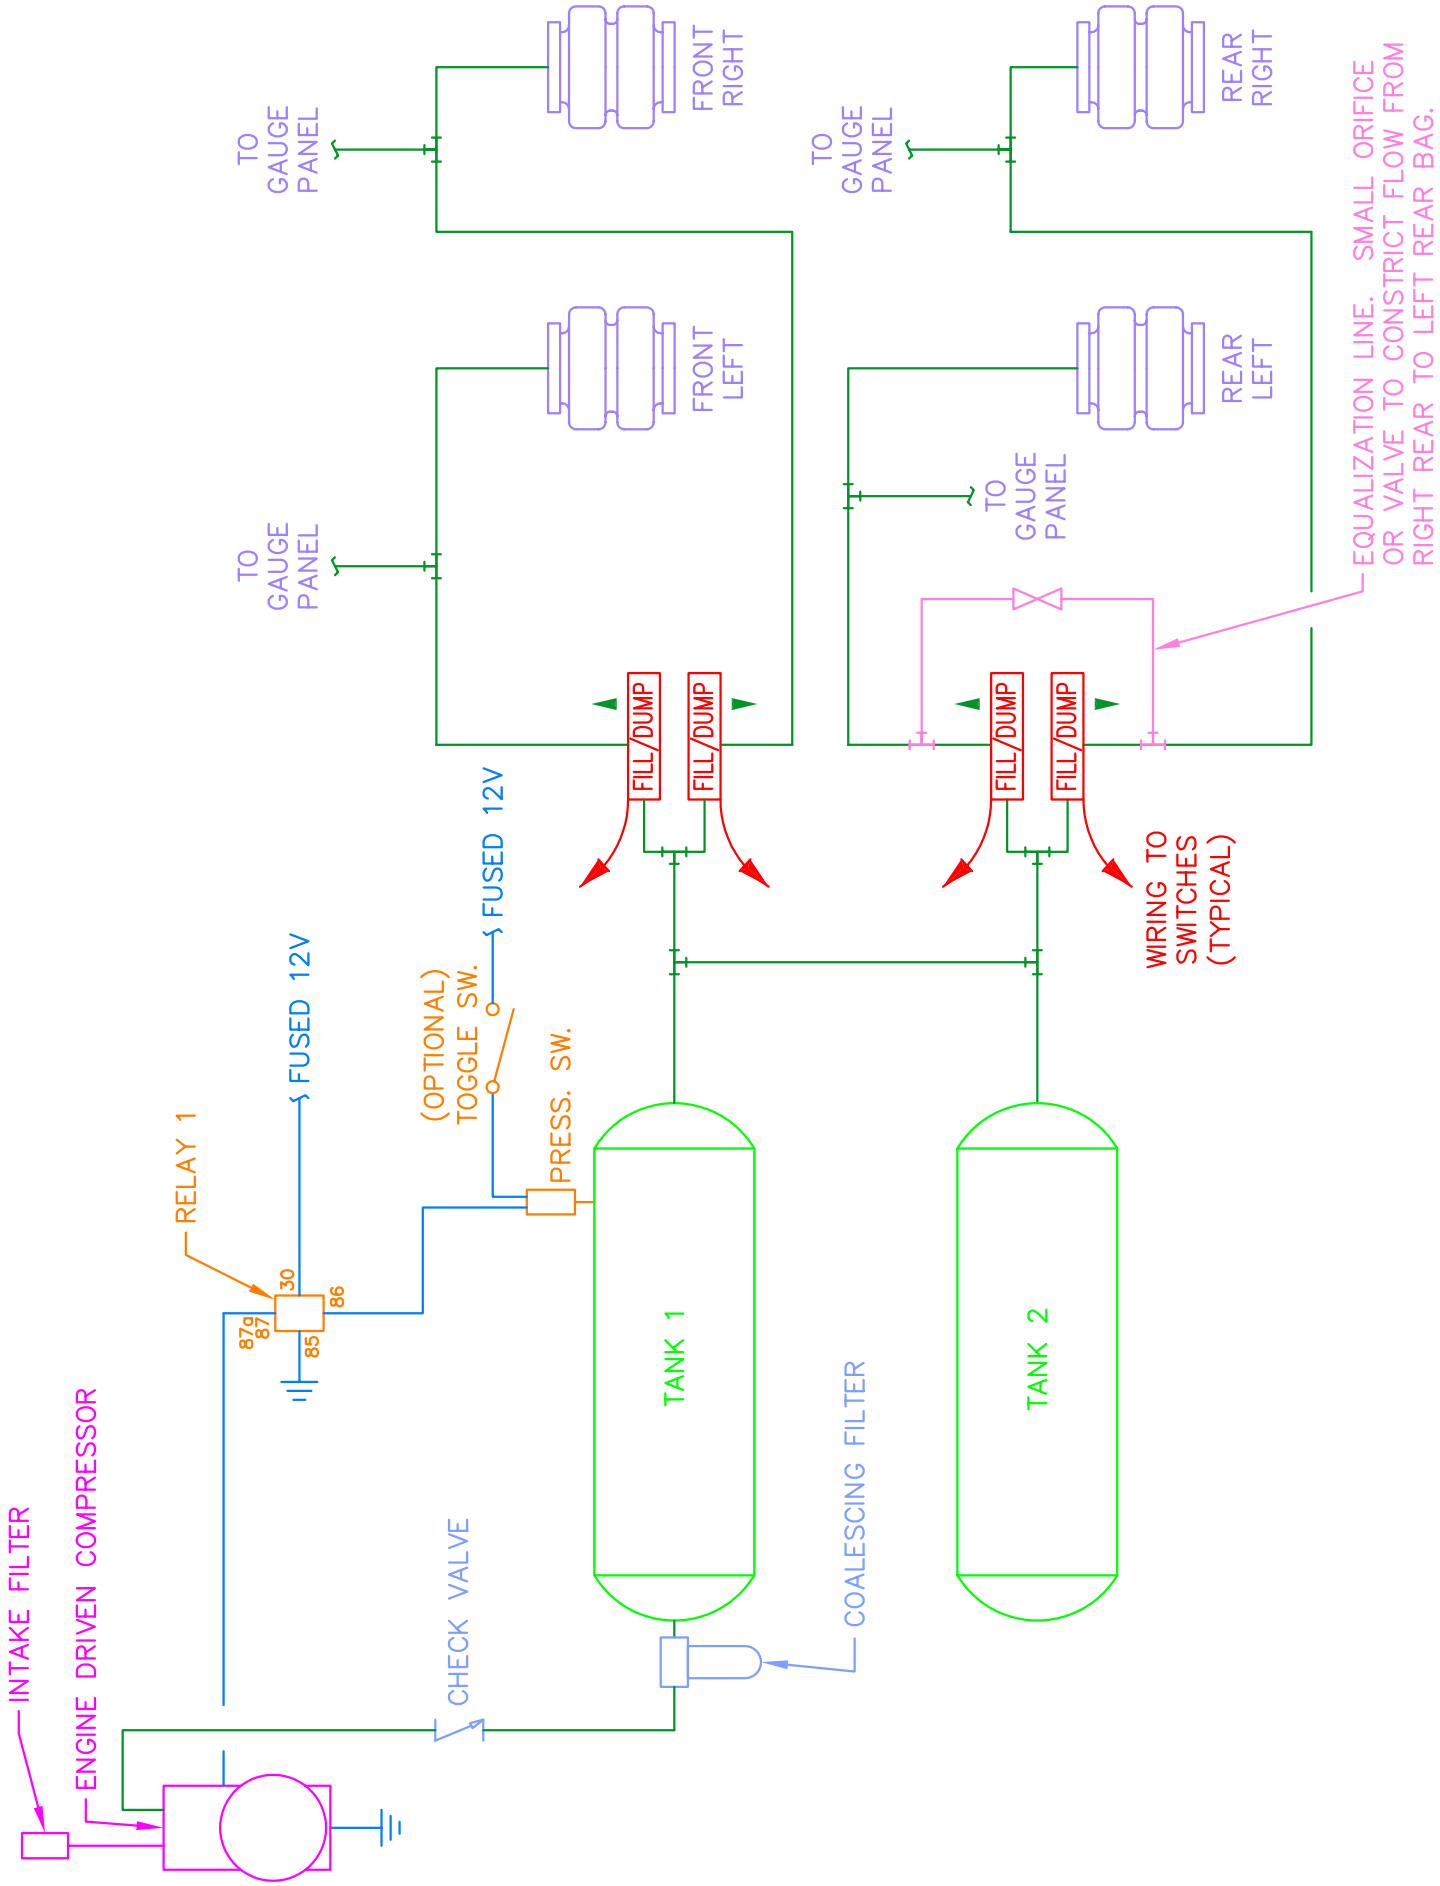 INTAKE FILTER
ENGINE DRIVEN COMPRESSOR
RELAY 1
87a
87
30
85
86
FUSED 12V
(OPTIONAL)
TOGGLE SW.
FUSED 12V
PRESS. SW.
CHECK VALVE
COALESCING FILTER
TANK 1
TANK 2
TO
GAUGE
PANEL
TO
GAUGE
PANEL
FRONT
LEFT
FRONT
RIGHT
FILL/DUMP
FILL/DUMP
TO
GAUGE
PANEL
TO
GAUGE
PANEL
REAR
LEFT
REAR
RIGHT
FILL/DUMP
FILL/DUMP
WIRING TO
SWITCHES
(TYPICAL)
EQUALIZATION LINE. SMALL ORIFICE
OR VALVE TO CONSTRICT FLOW FROM
RIGHT REAR TO LEFT REAR BAG.